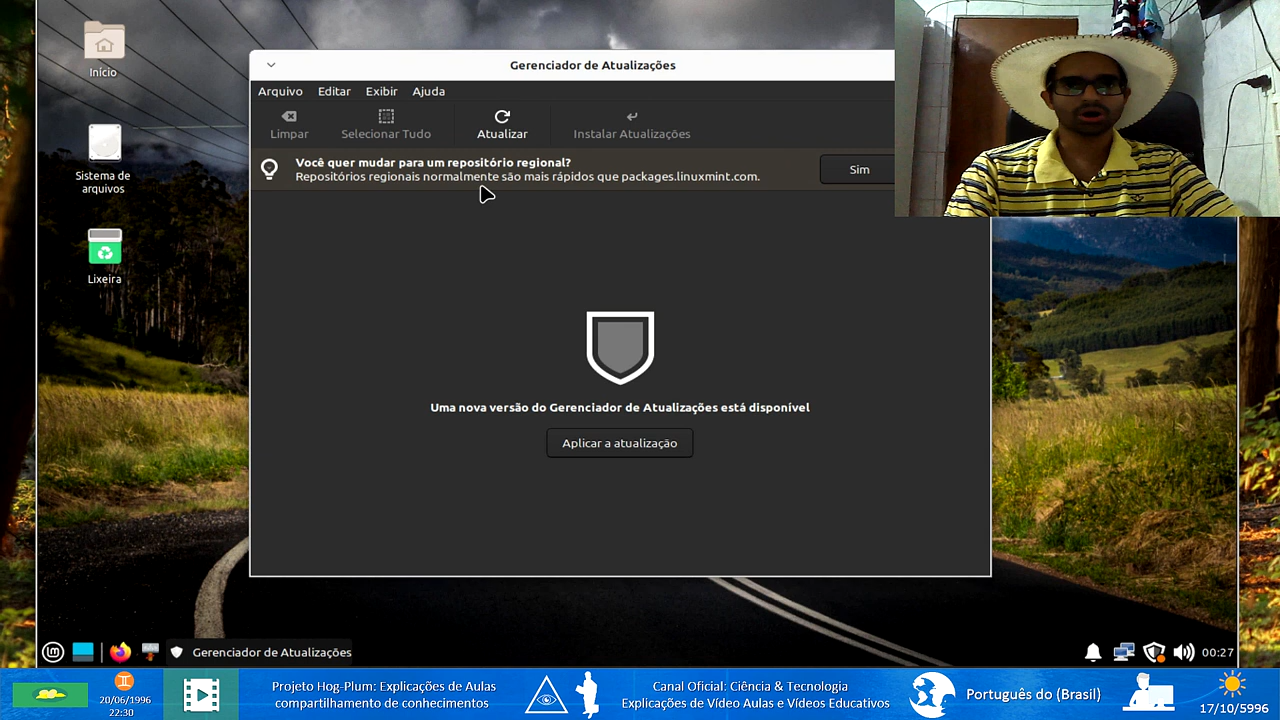 Início
Sistema de
arquivos
Lixeira
Gerenciador de Atualizações
Arquivo Editar Exibir Ajuda
Limpar Selecionar Tudo Atualizar Instalar Atualizações
Você quer mudar para um repositório regional?
Repositórios regionais normalmente são mais rápidos que packages.linuxmint.com.
Sim
Uma nova versão do Gerenciador de Atualizações está disponível
Aplicar a atualização
Gerenciador de Atualizações
00:27
20/06/1996
22:30
Projeto Hog-Plum: Explicações de Aulas
compartilhamento de conhecimentos
Canal Oficial: Ciência & Tecnologia
Explicações de Vídeo Aulas e Vídeos Educativos
Português do (Brasil)
17/10/5996